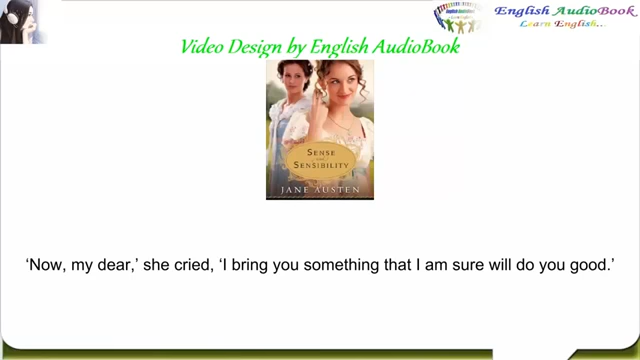 English AudioBook
Learn English...
Video Design by English AudioBook
SENSE
and
SENSIBILITY
JANE AUSTEN
‘Now, my dear,’ she cried, ‘I bring you something that I am sure will do you good.’